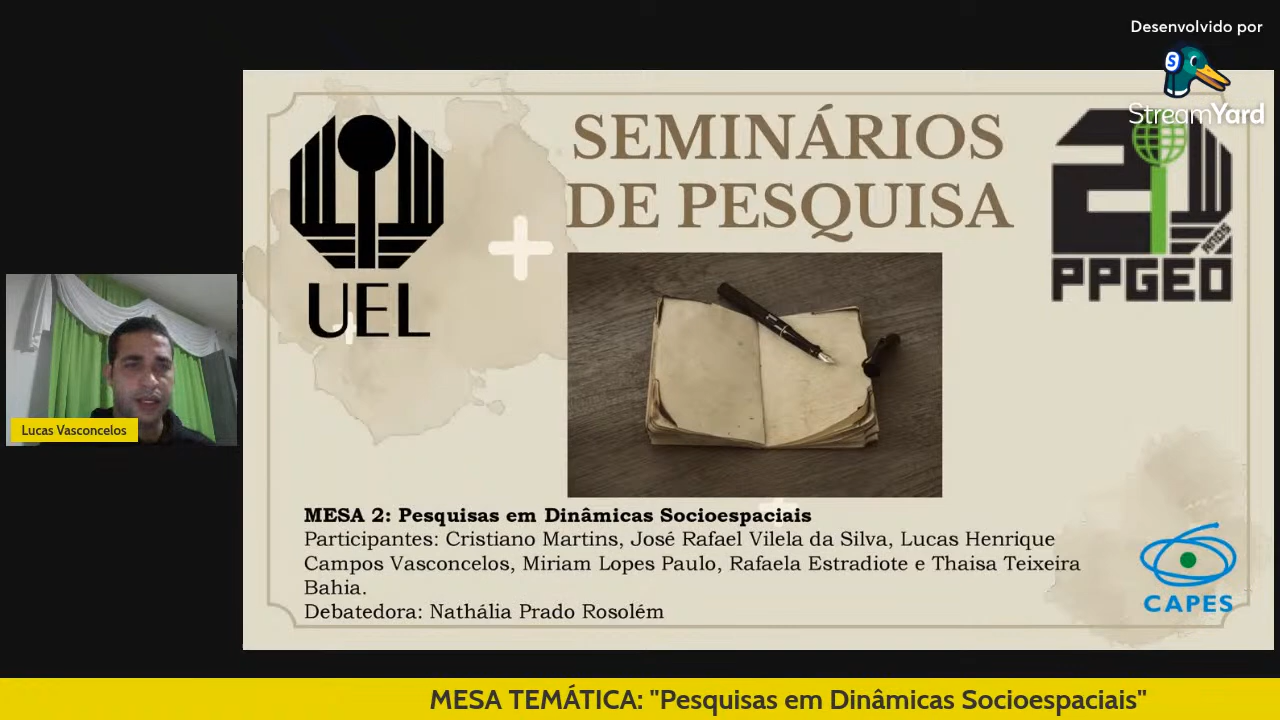 Desenvolvido por
S
StreamYard
SEMINÁRIOS
DE PESQUISA
UEL
20
ANOS
PPGEO
Lucas Vasconcelos
MESA 2: Pesquisas em Dinâmicas Socioespaciais
Participantes: Cristiano Martins, José Rafael Vilela da Silva, Lucas Henrique
Campos Vasconcelos, Miriam Lopes Paulo, Rafaela Estradiote e Thaisa Teixeira
Bahia.
Debatedora: Nathália Prado Rosolém
CAPES
MESA TEMÁTICA: "Pesquisas em Dinâmicas Socioespaciais"